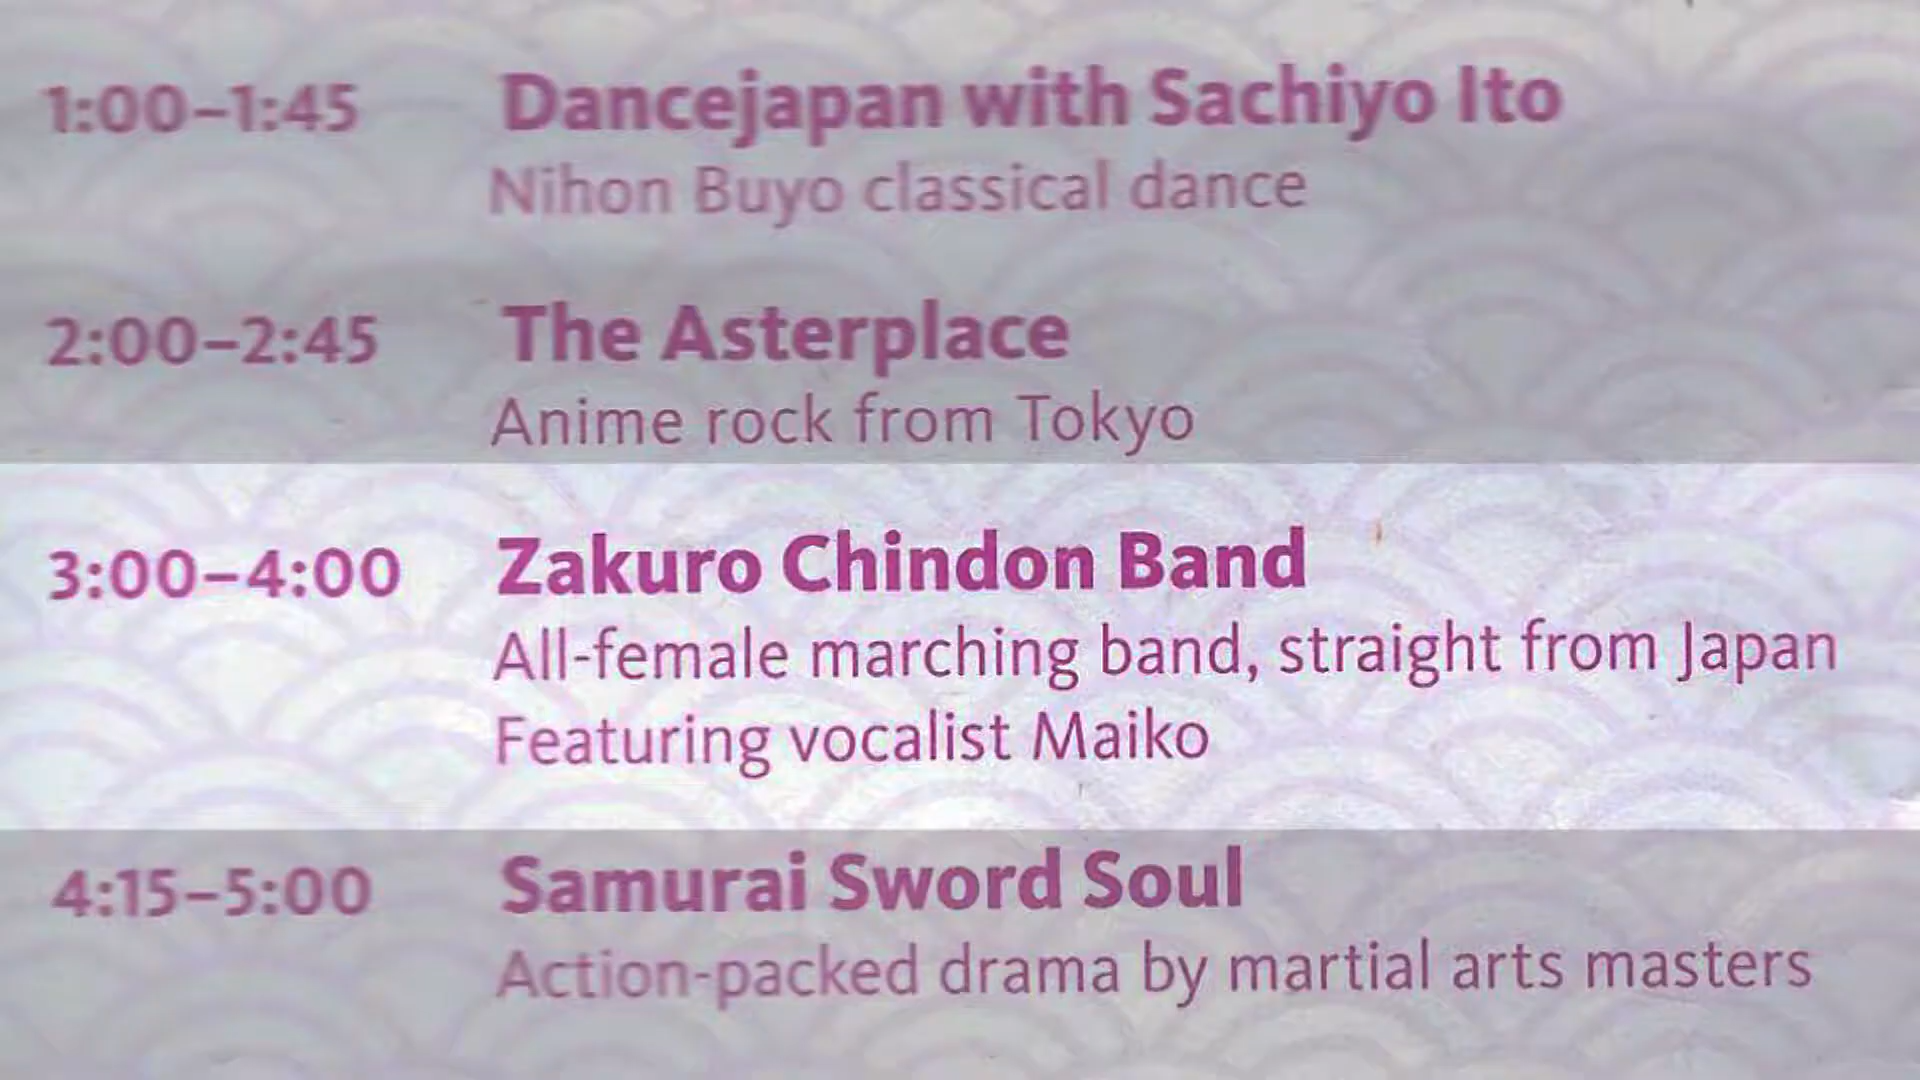 1:00–1:45 Dancejapan with Sachiyo Ito
Nihon Buyo classical dance
2:00–2:45 The Asterplace
Anime rock from Tokyo
3:00–4:00 Zakuro Chindon Band
All-female marching band, straight from Japan
Featuring vocalist Maiko
4:15–5:00 Samurai Sword Soul
Action-packed drama by martial arts masters